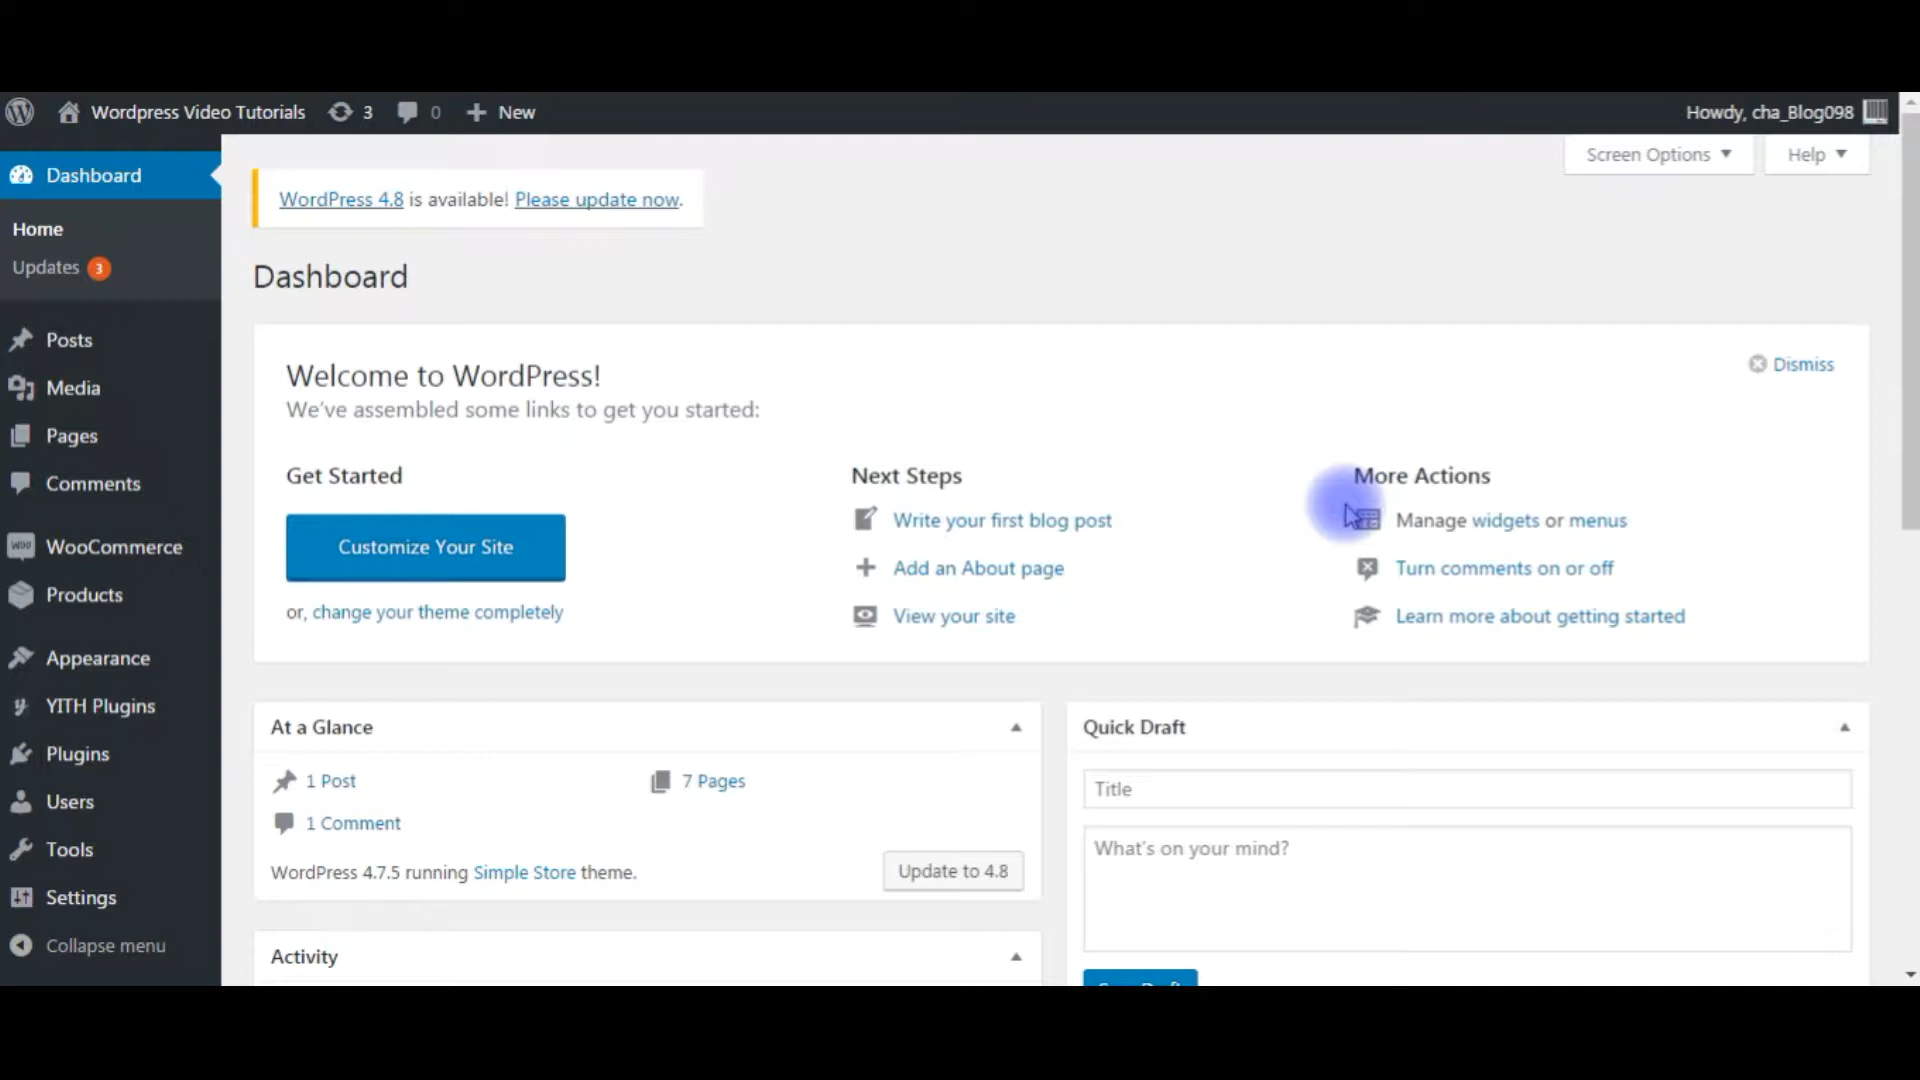 Wordpress Video Tutorials 3 0 New Howdy, cha_Blog098
Screen Options Help
Dashboard
Home
Updates 3
Posts
Media
Pages
Comments
WooCommerce
Products
Appearance
YITH Plugins
Plugins
Users
Tools
Settings
Collapse menu
WordPress 4.8 is available! Please update now.
Dashboard
Welcome to WordPress!
Dismiss
We've assembled some links to get you started:
Get Started
Customize Your Site
or, change your theme completely
Next Steps
Write your first blog post
Add an About page
View your site
More Actions
Manage widgets or menus
Turn comments on or off
Learn more about getting started
At a Glance
1 Post 7 Pages
1 Comment
WordPress 4.7.5 running Simple Store theme. Update to 4.8
Activity
Quick Draft
Title
What's on your mind?